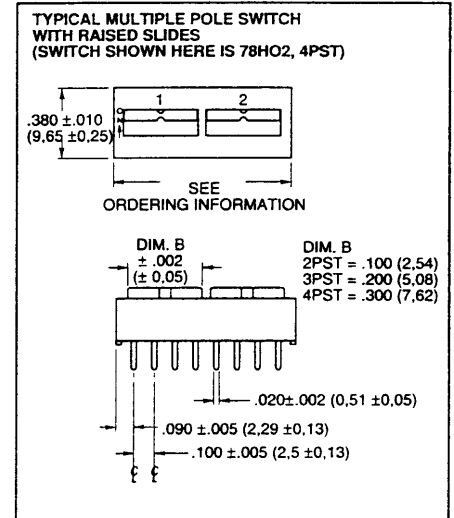 TYPICAL MULTIPLE POLE SWITCH
WITH RAISED SLIDES
(SWITCH SHOWN HERE IS 78HO2, 4PST)
1 2
.380 ±.010
(9,65 ±0,25)
SEE
ORDERING INFORMATION
DIM. B
± .002
(± 0,05)
DIM. B
2PST = .100 (2,54)
3PST = .200 (5,08)
4PST = .300 (7,62)
.020±.002 (0,51 ±0,05)
.090 ±.005 (2,29 ±0,13)
.100 ±.005 (2,5 ±0,13)
℄ ℄